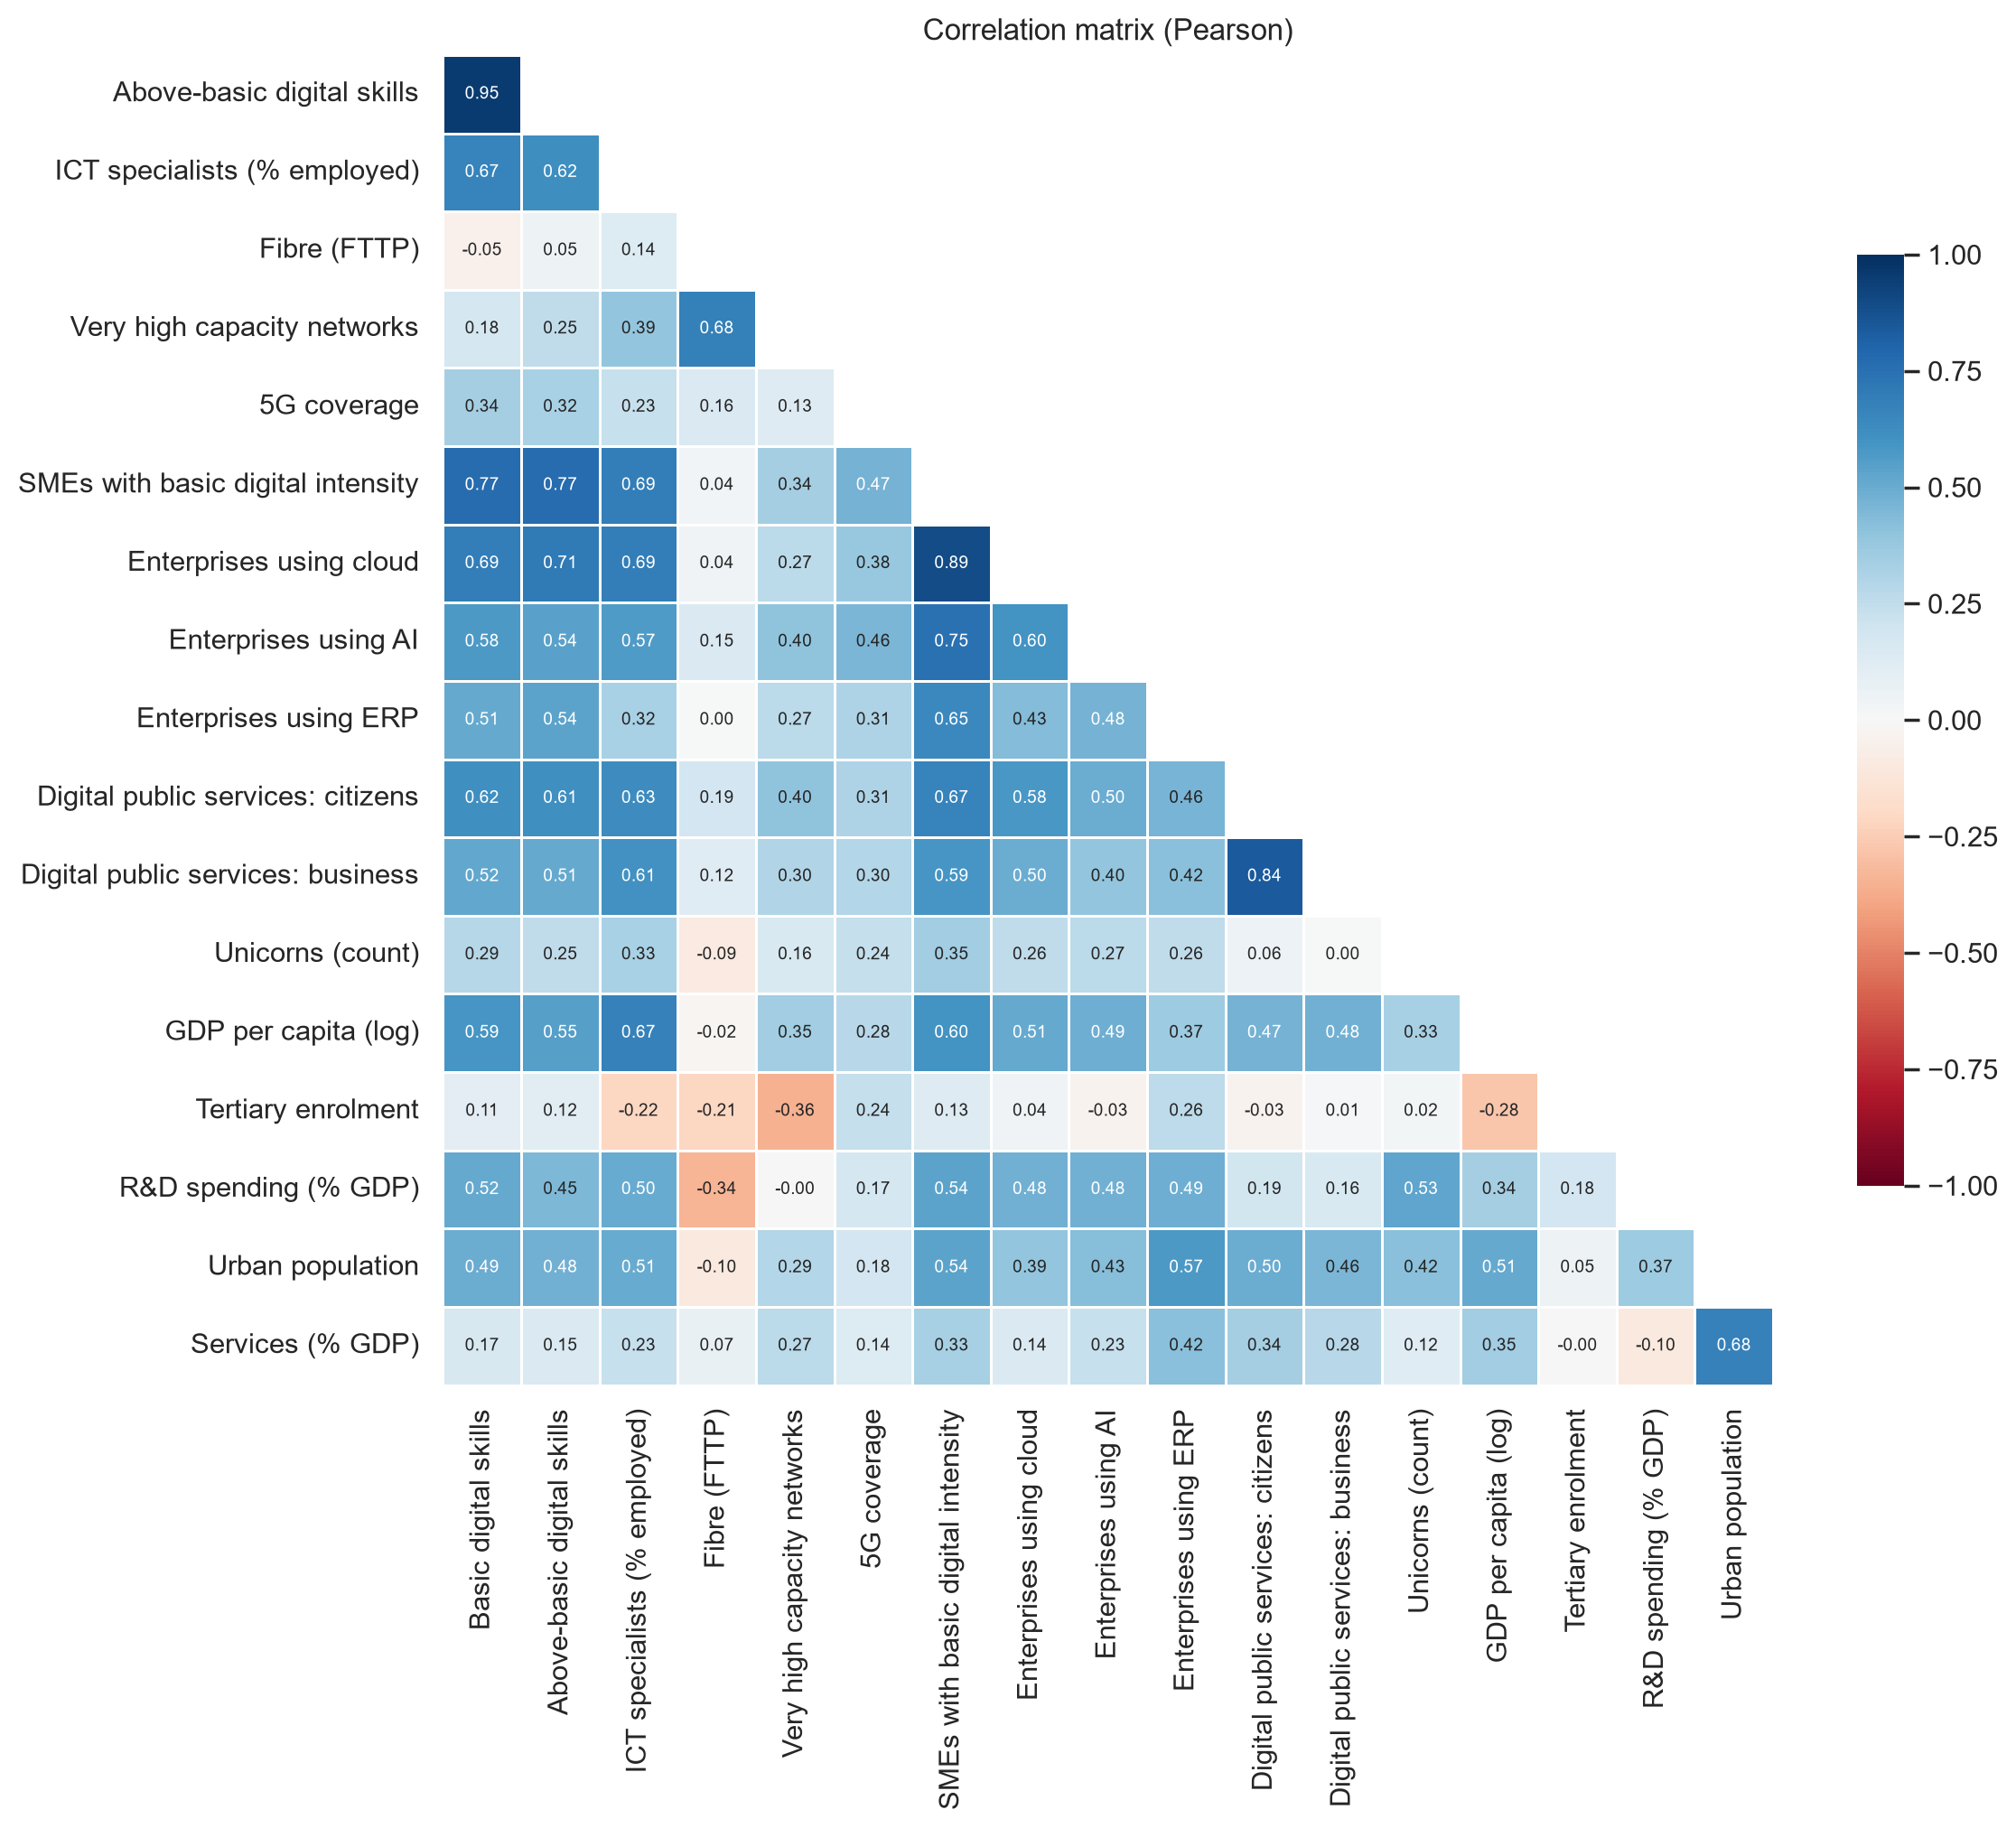 Correlation matrix (Pearson)
Above-basic digital skills 0.95
ICT specialists (% employed) 0.67 0.62
Fibre (FTTP) -0.05 0.05 0.14
Very high capacity networks 0.18 0.25 0.39 0.68
5G coverage 0.34 0.32 0.23 0.16 0.13
SMEs with basic digital intensity 0.77 0.77 0.69 0.04 0.34 0.47
Enterprises using cloud 0.69 0.71 0.69 0.04 0.27 0.38 0.89
Enterprises using AI 0.58 0.54 0.57 0.15 0.40 0.46 0.75 0.60
Enterprises using ERP 0.51 0.54 0.32 0.00 0.27 0.31 0.65 0.43 0.48
Digital public services: citizens 0.62 0.61 0.63 0.19 0.40 0.31 0.67 0.58 0.50 0.46
Digital public services: business 0.52 0.51 0.61 0.12 0.30 0.30 0.59 0.50 0.40 0.42 0.84
Unicorns (count) 0.29 0.25 0.33 -0.09 0.16 0.24 0.35 0.26 0.27 0.26 0.06 0.00
GDP per capita (log) 0.59 0.55 0.67 -0.02 0.35 0.28 0.60 0.51 0.49 0.37 0.47 0.48 0.33
Tertiary enrolment 0.11 0.12 -0.22 -0.21 -0.36 0.24 0.13 0.04 -0.03 0.26 -0.03 0.01 0.02 -0.28
R&D spending (% GDP) 0.52 0.45 0.50 -0.34 -0.00 0.17 0.54 0.48 0.48 0.49 0.19 0.16 0.53 0.34 0.18
Urban population 0.49 0.48 0.51 -0.10 0.29 0.18 0.54 0.39 0.43 0.57 0.50 0.46 0.42 0.51 0.05 0.37
Services (% GDP) 0.17 0.15 0.23 0.07 0.27 0.14 0.33 0.14 0.23 0.42 0.34 0.28 0.12 0.35 -0.00 -0.10 0.68
Basic digital skills
Above-basic digital skills
ICT specialists (% employed)
Fibre (FTTP)
Very high capacity networks
5G coverage
SMEs with basic digital intensity
Enterprises using cloud
Enterprises using AI
Enterprises using ERP
Digital public services: citizens
Digital public services: business
Unicorns (count)
GDP per capita (log)
Tertiary enrolment
R&D spending (% GDP)
Urban population
1.00
0.75
0.50
0.25
0.00
−0.25
−0.50
−0.75
−1.00